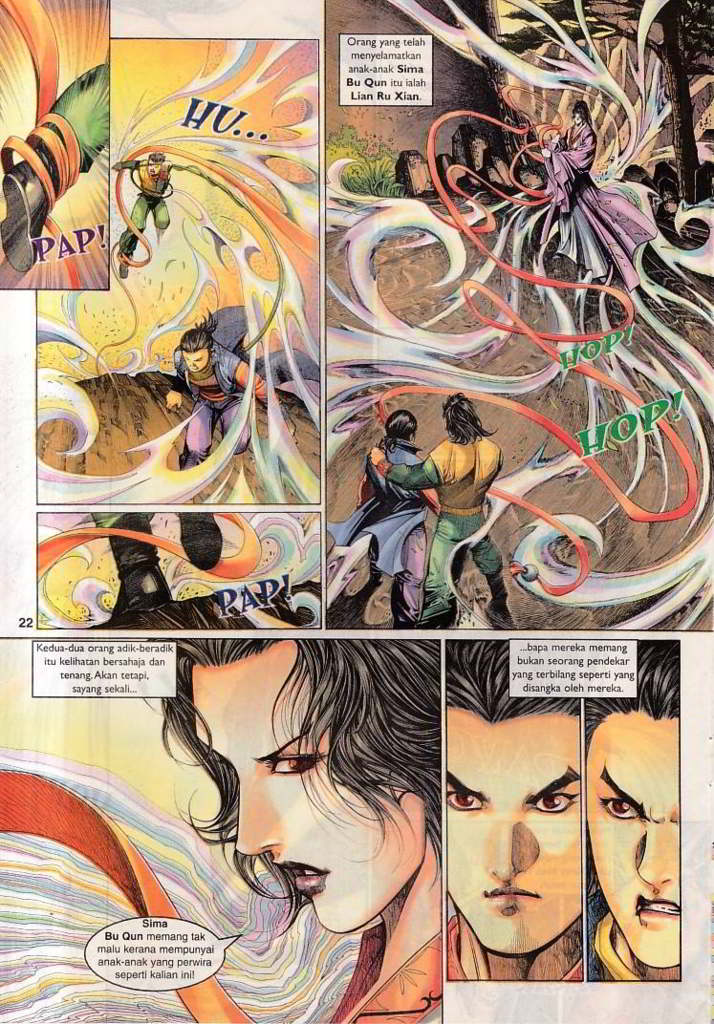 PAP!
HU...
PAP!
Orang yang telah
menyelamatkan
anak-anak Sima
Bu Qun itu ialah
Lian Ru Xian.
HOP!
HOP!
22
Kedua-dua orang adik-beradik
itu kelihatan bersahaja dan
tenang. Akan tetapi,
sayang sekali...
Sima
Bu Qun memang tak
malu kerana mempunyai
anak-anak yang perwira
seperti kalian ini!
...bapa mereka memang
bukan seorang pendekar
yang terbilang seperti yang
disangka oleh mereka.